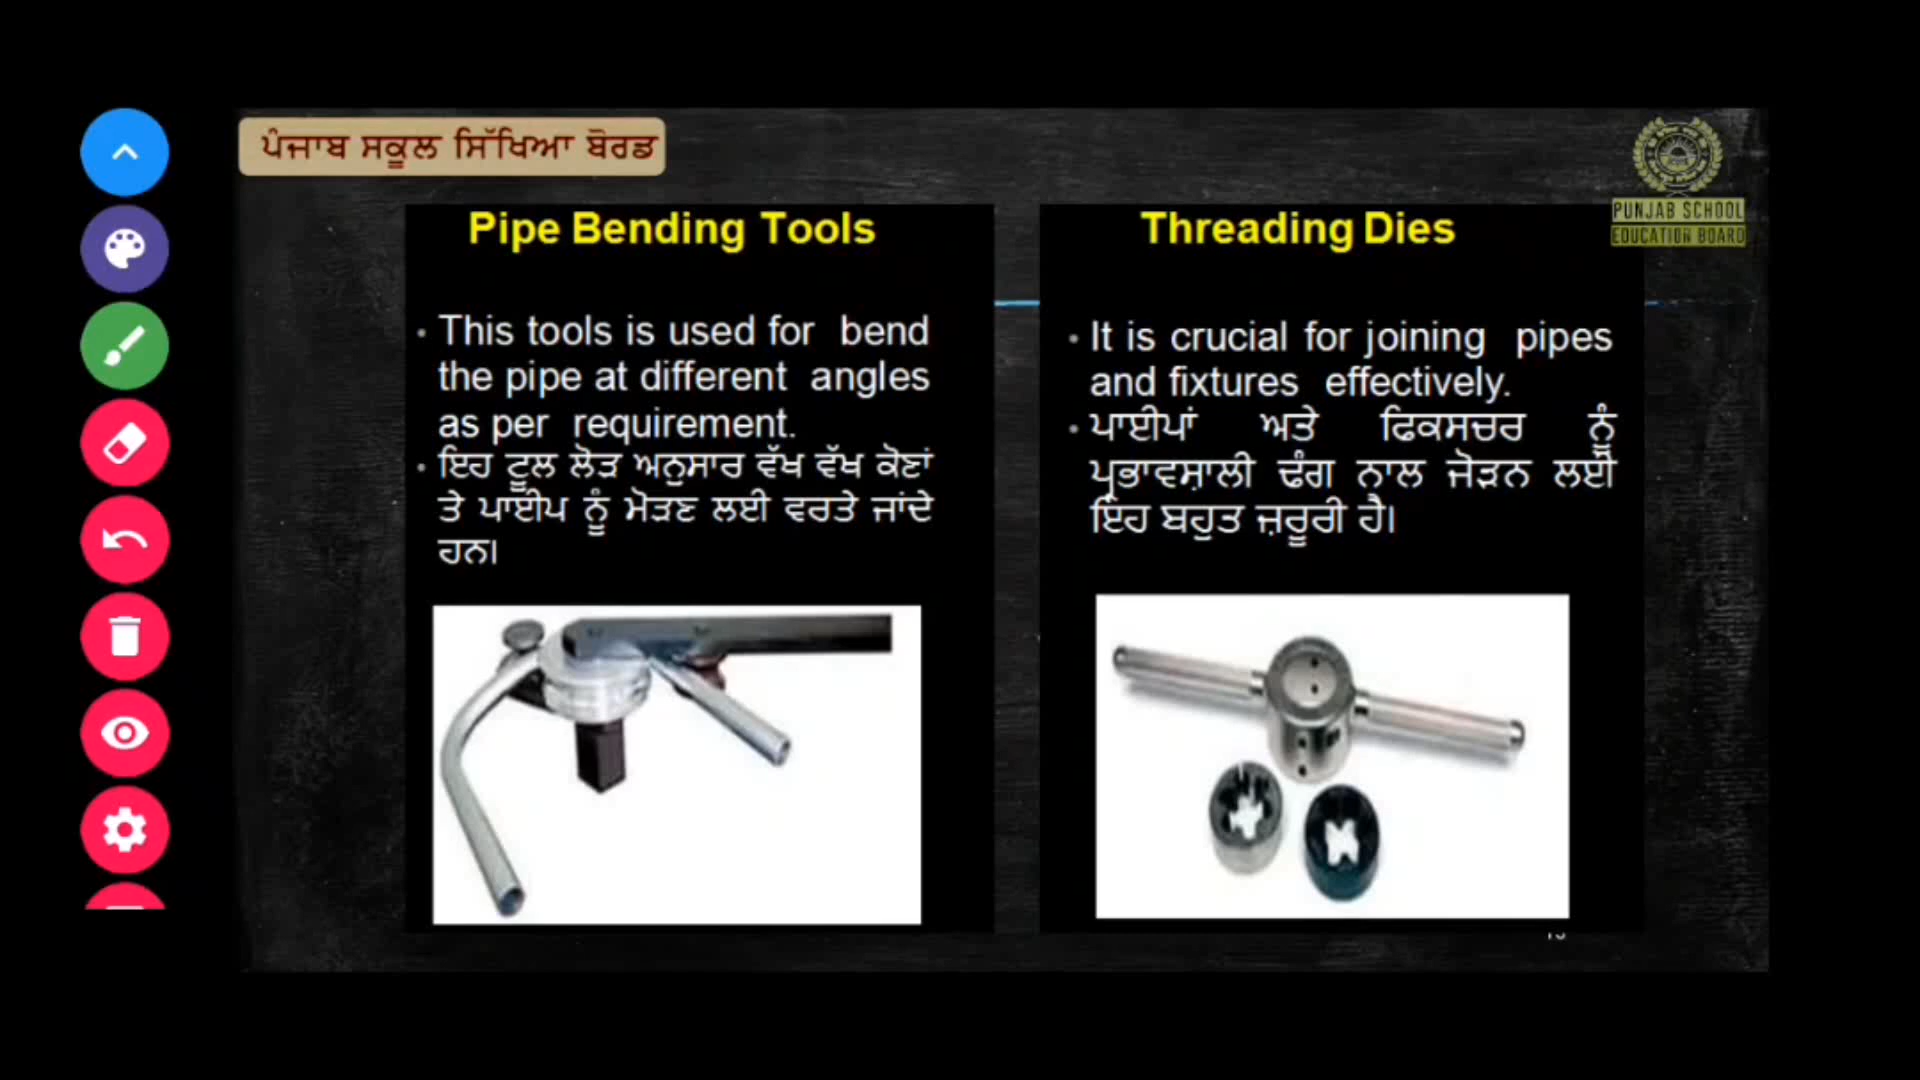 ਪੰਜਾਬ ਸਕੂਲ ਸਿੱਖਿਆ ਬੋਰਡ
PUNJAB SCHOOL
EDUCATION BOARD
Pipe Bending Tools
• This tools is used for bend
the pipe at different angles
as per requirement.
• ਇਹ ਟੂਲ ਲੋੜ ਅਨੁਸਾਰ ਵੱਖ ਵੱਖ ਕੋਣਾਂ
ਤੇ ਪਾਈਪ ਨੂੰ ਮੋੜਣ ਲਈ ਵਰਤੇ ਜਾਂਦੇ
ਹਨ।
Threading Dies
• It is crucial for joining pipes
and fixtures effectively.
• ਪਾਈਪਾਂ ਅਤੇ ਫਿਕਸਚਰ ਨੂੰ
ਪ੍ਰਭਾਵਸ਼ਾਲੀ ਢੰਗ ਨਾਲ ਜੋੜਨ ਲਈ
ਇਹ ਬਹੁਤ ਜ਼ਰੂਰੀ ਹੈ।